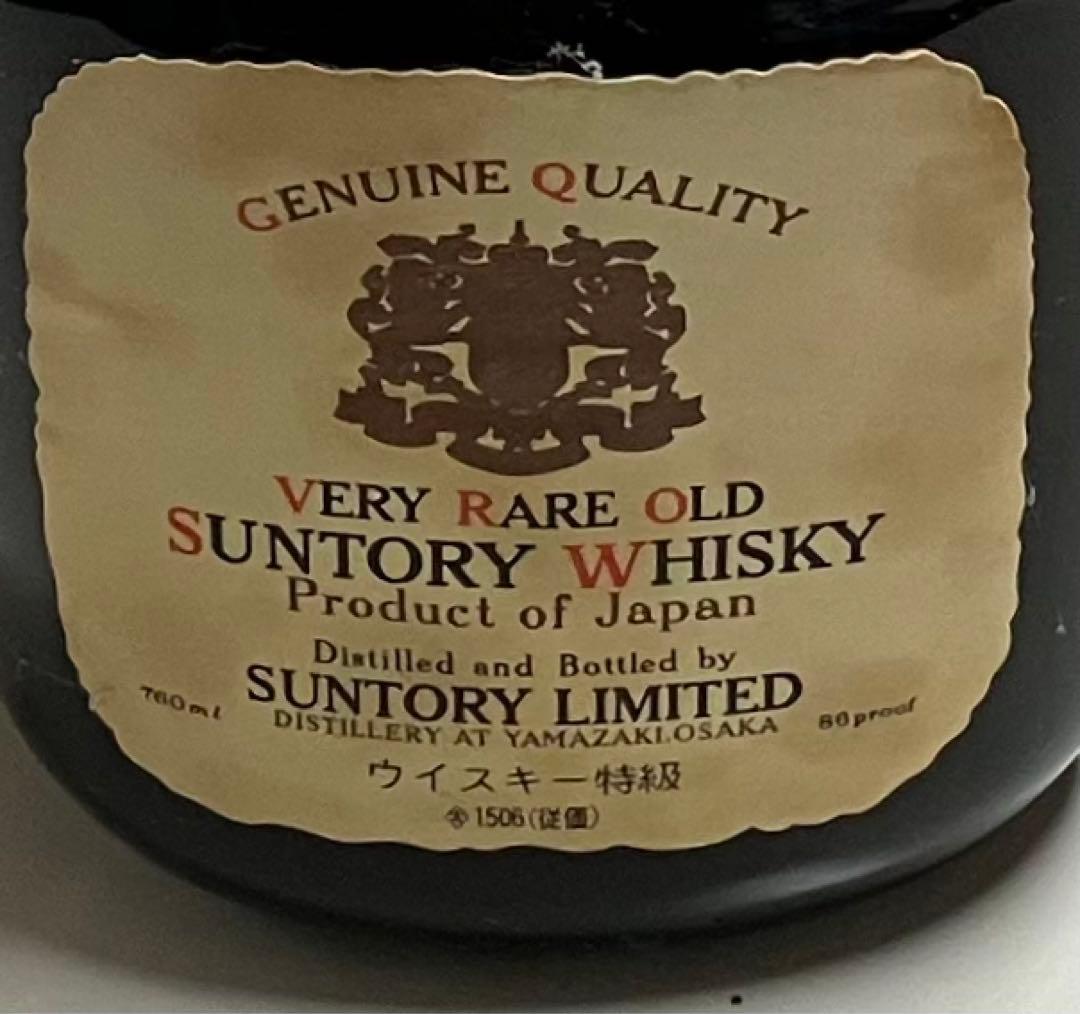 GENUINE QUALITY
VERY RARE OLD
SUNTORY WHISKY
Product of Japan
Distilled and Bottled by
SUNTORY LIMITED
DISTILLERY AT YAMAZAKI.OSAKA
760ml
86proof
ウイスキー特級
1506(従価)